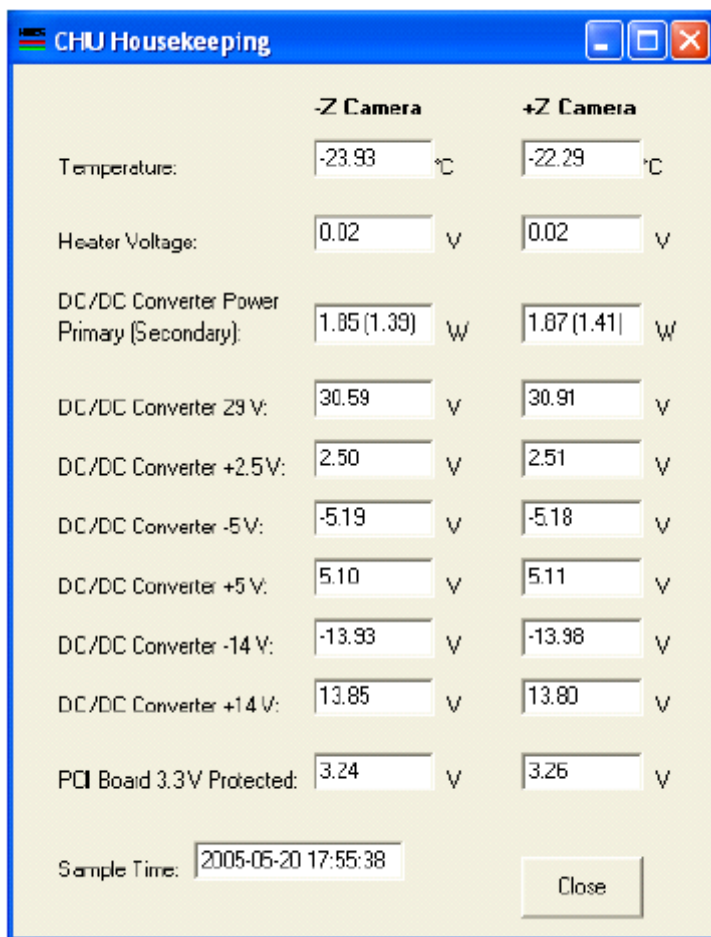 CHU Housekeeping
-Z Camera +Z Camera
Temperature: -23.93 °C -22.29 °C
Heater Voltage: 0.02 V 0.02 V
DC/DC Converter Power
Primary (Secondary): 1.85 (1.39) W 1.87 (1.41) W
DC/DC Converter 29 V: 30.59 V 30.91 V
DC/DC Converter +2.5 V: 2.50 V 2.51 V
DC/DC Converter -5 V: -5.19 V -5.18 V
DC/DC Converter +5 V: 5.10 V 5.11 V
DC/DC Converter -14 V: -13.93 V -13.98 V
DC/DC Converter +14 V: 13.85 V 13.80 V
PCI Board 3.3 V Protected: 3.24 V 3.26 V
Sample Time: 2005-05-20 17:55:38
Close